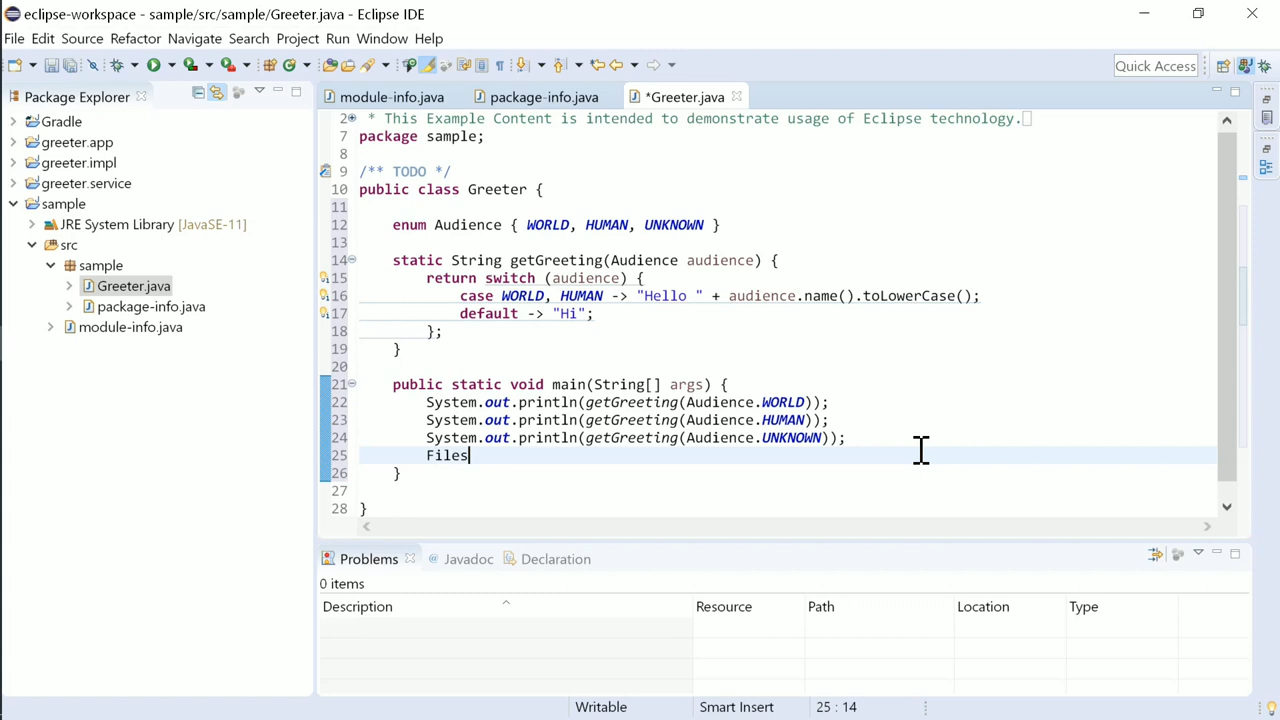 eclipse-workspace - sample/src/sample/Greeter.java - Eclipse IDE
File Edit Source Refactor Navigate Search Project Run Window Help
Quick Access
Package Explorer
Gradle
greeter.app
greeter.impl
greeter.service
sample
JRE System Library [JavaSE-11]
src
sample
Greeter.java
package-info.java
module-info.java
module-info.java package-info.java *Greeter.java
2 * This Example Content is intended to demonstrate usage of Eclipse technology.
7 package sample;
8
9 /** TODO */
10 public class Greeter {
11
12 enum Audience { WORLD, HUMAN, UNKNOWN }
13
14 static String getGreeting(Audience audience) {
15 return switch (audience) {
16 case WORLD, HUMAN -> "Hello " + audience.name().toLowerCase();
17 default -> "Hi";
18 };
19 }
20
21 public static void main(String[] args) {
22 System.out.println(getGreeting(Audience.WORLD));
23 System.out.println(getGreeting(Audience.HUMAN));
24 System.out.println(getGreeting(Audience.UNKNOWN));
25 Files
26 }
27
28 }
Problems @ Javadoc Declaration
0 items
Description Resource Path Location Type
Writable Smart Insert 25 : 14